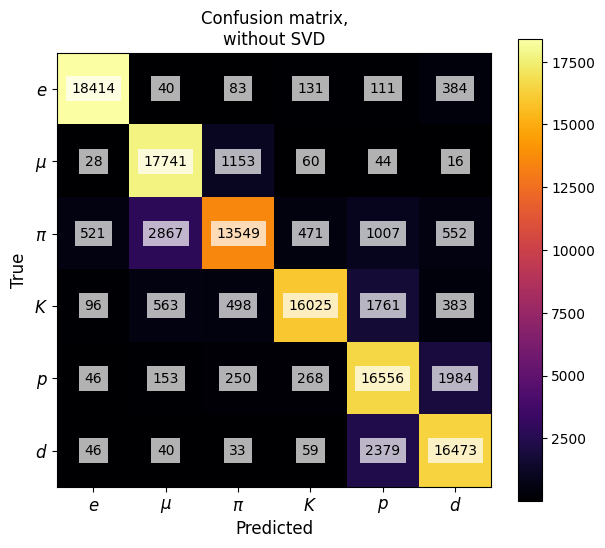 Confusion matrix,
without SVD
e 18414 40 83 131 111 384
μ 28 17741 1153 60 44 16
π 521 2867 13549 471 1007 552
K 96 563 498 16025 1761 383
p 46 153 250 268 16556 1984
d 46 40 33 59 2379 16473
e μ π K p d
Predicted
True
17500
15000
12500
10000
7500
5000
2500